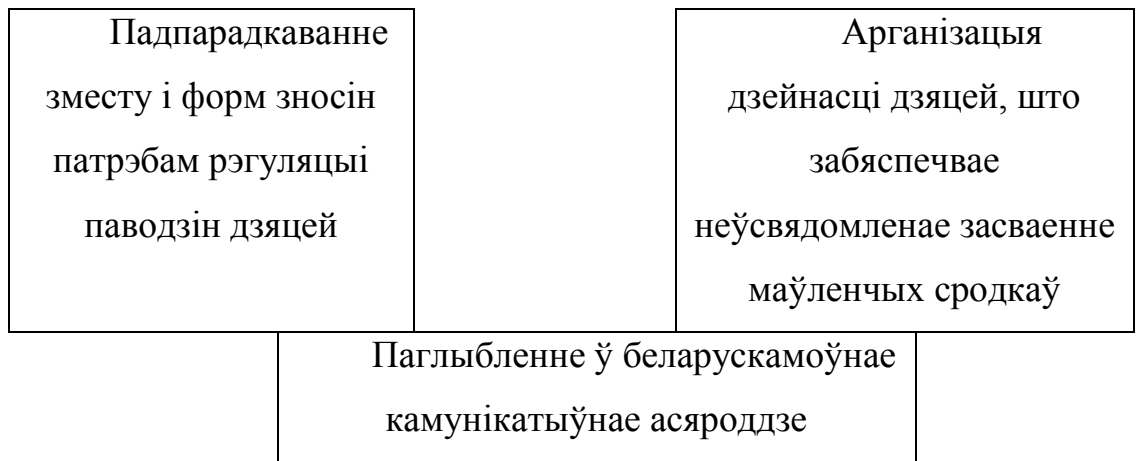 Падпарадкаванне
зместу і форм зносін
патрэбам рэгуляцыі
паводзін дзяцей
Арганізацыя
дзейнасці дзяцей, што
забяспечвае
неўсвядомленае засваенне
маўленчых сродкаў
Паглыбленне ў беларускамоўнае
камунікатыўнае асяроддзе